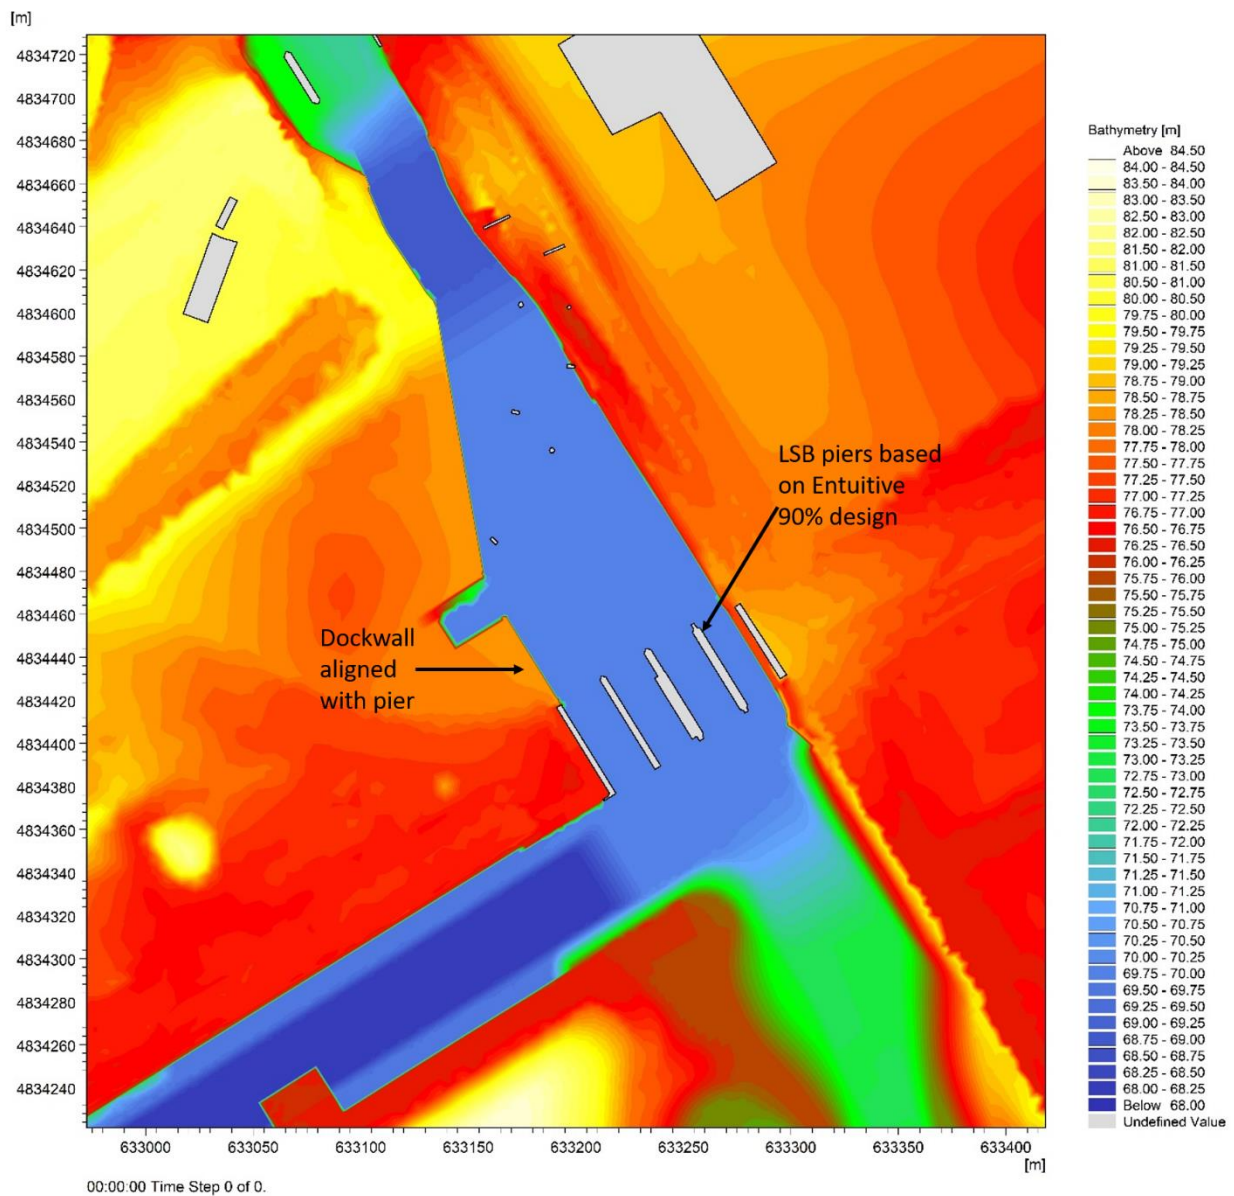 [m]
4834720
4834700
4834680
4834660
4834640
4834620
4834600
4834580
4834560
4834540
4834520
4834500
4834480
4834460
4834440
4834420
4834400
4834380
4834360
4834340
4834320
4834300
4834280
4834260
4834240
LSB piers based
on Entuitive
90% design
Dockwall
aligned
with pier
633000
633050
633100
633150
633200
633250
633300
633350
633400
[m]
00:00:00 Time Step 0 of 0.
Bathymetry [m]
Above 84.50
84.00 - 84.50
83.50 - 84.00
83.00 - 83.50
82.50 - 83.00
82.00 - 82.50
81.50 - 82.00
81.00 - 81.50
80.50 - 81.00
80.00 - 80.50
79.75 - 80.00
79.50 - 79.75
79.25 - 79.50
79.00 - 79.25
78.75 - 79.00
78.50 - 78.75
78.25 - 78.50
78.00 - 78.25
77.75 - 78.00
77.50 - 77.75
77.25 - 77.50
77.00 - 77.25
76.75 - 77.00
76.50 - 76.75
76.25 - 76.50
76.00 - 76.25
75.75 - 76.00
75.50 - 75.75
75.25 - 75.50
75.00 - 75.25
74.75 - 75.00
74.50 - 74.75
74.25 - 74.50
74.00 - 74.25
73.75 - 74.00
73.50 - 73.75
73.25 - 73.50
73.00 - 73.25
72.75 - 73.00
72.50 - 72.75
72.25 - 72.50
72.00 - 72.25
71.75 - 72.00
71.50 - 71.75
71.25 - 71.50
71.00 - 71.25
70.75 - 71.00
70.50 - 70.75
70.25 - 70.50
70.00 - 70.25
69.75 - 70.00
69.50 - 69.75
69.25 - 69.50
69.00 - 69.25
68.75 - 69.00
68.50 - 68.75
68.25 - 68.50
68.00 - 68.25
Below 68.00
Undefined Value